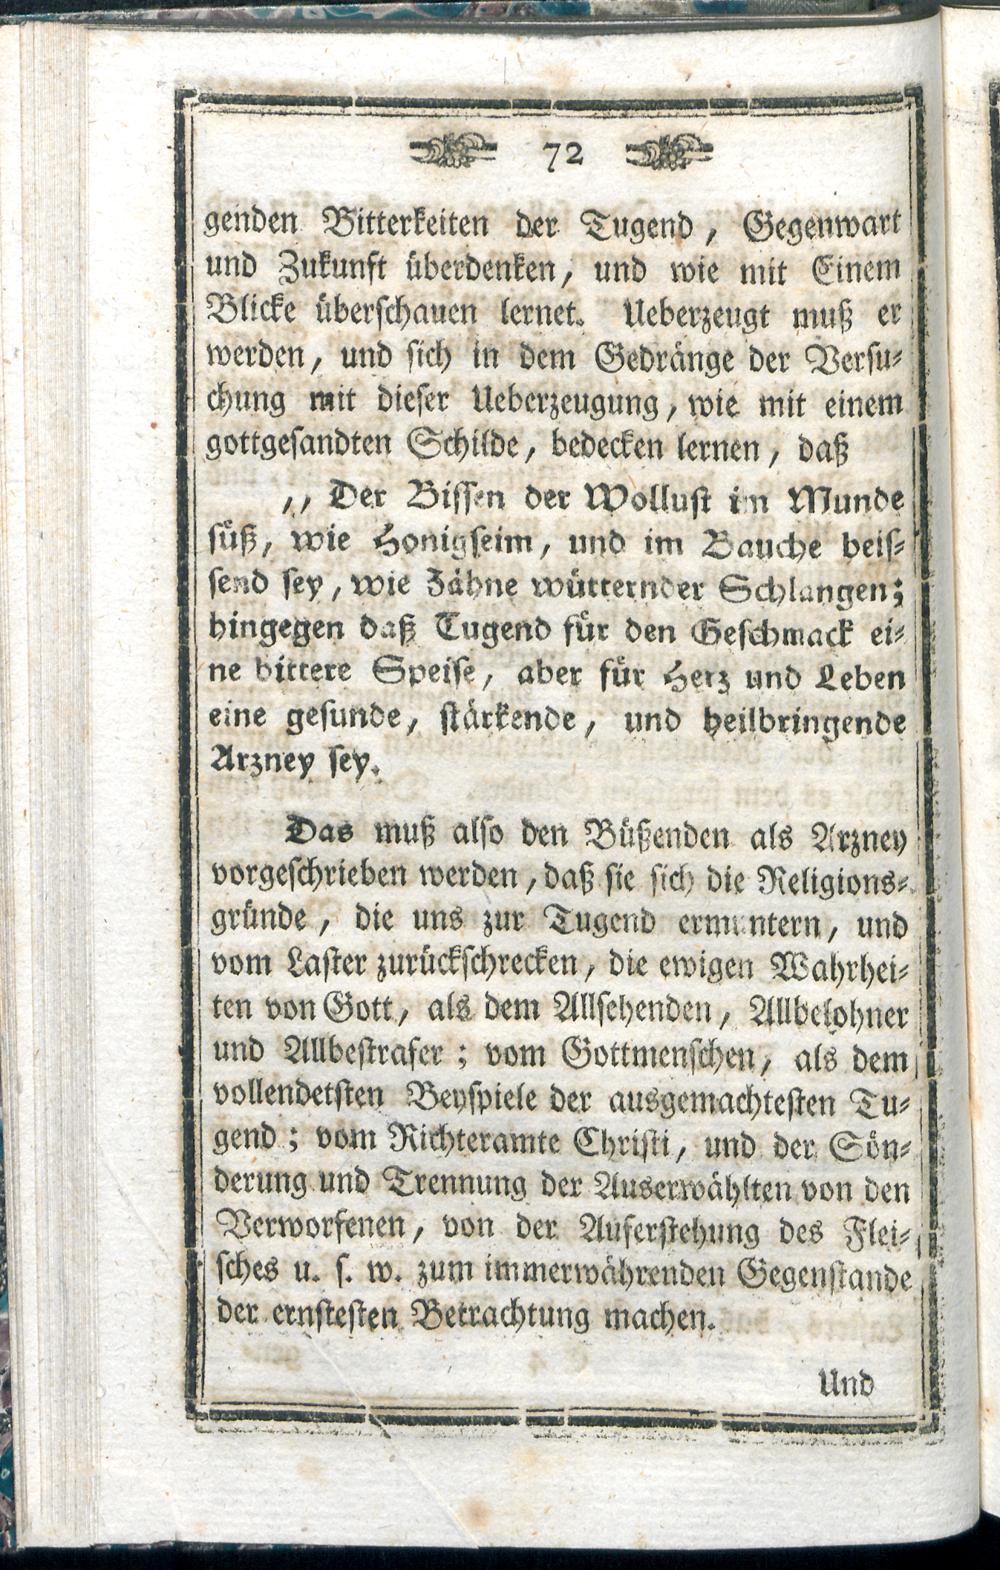 72
genden Bitterkeiten der Tugend, Gegenwart
und Zukunft überdenken, und wie mit Einem
Blicke überschauen lernet. Ueberzeugt muß er
werden, und sich in dem Gedränge der Versu-
chung mit dieser Ueberzeugung, wie mit einem
gottgesandten Schilde, bedecken lernen, daß
„Der Bissen der Wollust im Munde
süß, wie Honigseim, und im Bauche beis-
send sey, wie Zähne wütternder Schlangen;
hingegen daß Tugend für den Geschmack ei-
ne bittere Speise, aber für Herz und Leben
eine gesunde, stärkende, und heilbringende
Arzney sey.
Das muß also den Büßenden als Arzney
vorgeschrieben werden, daß sie sich die Religions-
gründe, die uns zur Tugend ermuntern, und
vom Laster zurückschrecken, die ewigen Wahrhei-
ten von Gott, als dem Allsehenden, Allbelohner
und Allbestrafer; vom Gottmenschen, als dem
vollendetsten Beyspiele der ausgemachtesten Tu-
gend; vom Richteramte Christi, und der Sön-
derung und Trennung der Auserwählten von den
Verworfenen, von der Auferstehung des Flei-
sches u. s. w. zum immerwährenden Gegenstande
der ernstesten Betrachtung machen.
Und